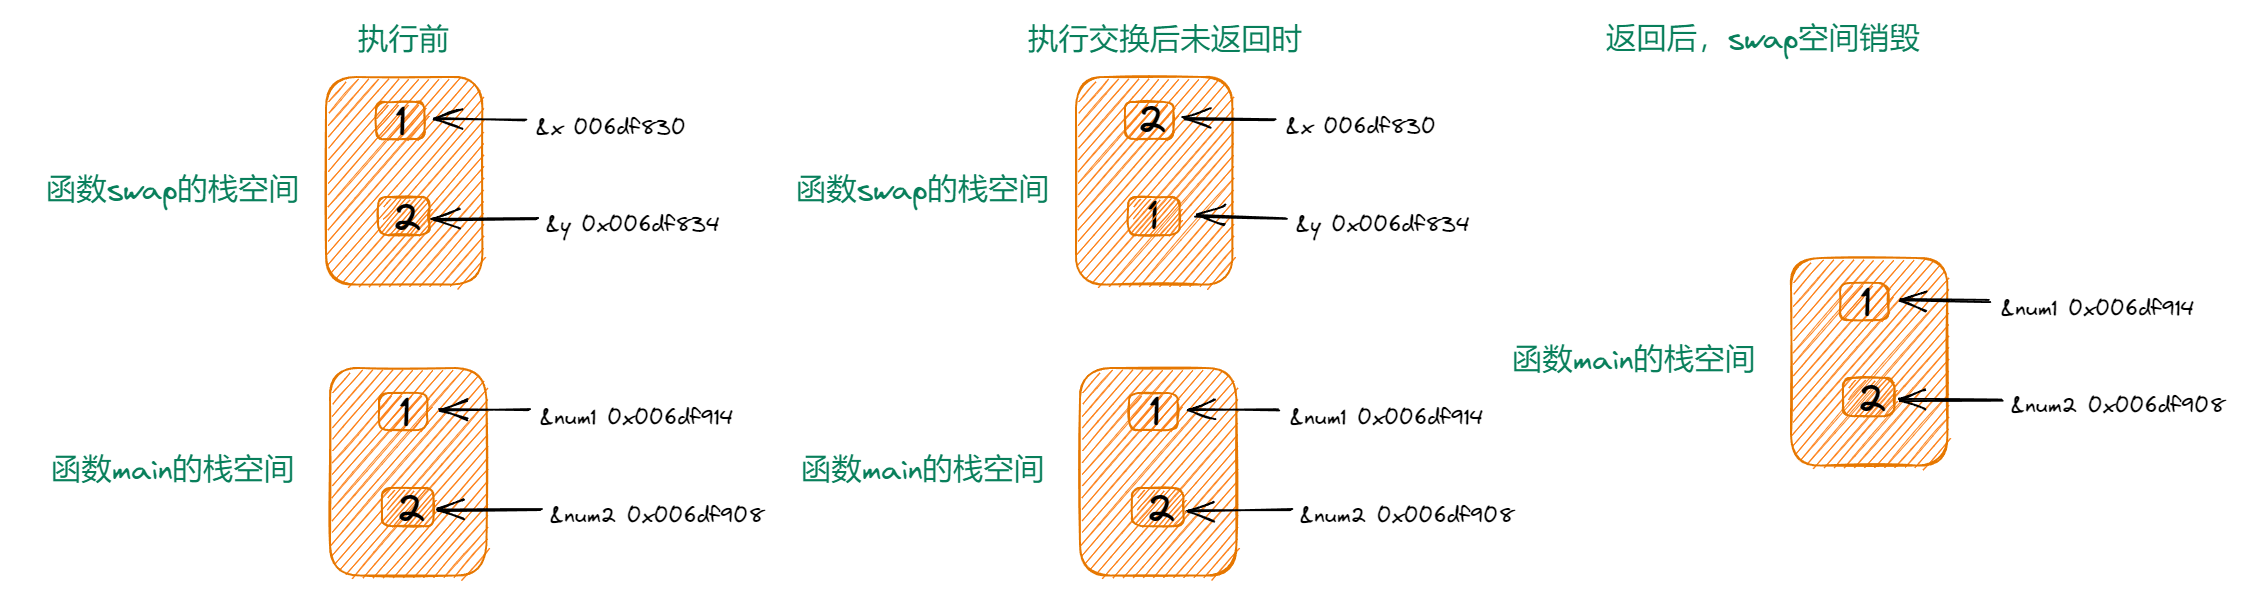 执行前
1
&x 006df830
函数swap的栈空间
2
&y 0x006df834
1
&num1 0x006df914
函数main的栈空间
2
&num2 0x006df908
执行交换后未返回时
2
&x 006df830
函数swap的栈空间
1
&y 0x006df834
1
&num1 0x006df914
函数main的栈空间
2
&num2 0x006df908
返回后，swap空间销毁
1
&num1 0x006df914
函数main的栈空间
2
&num2 0x006df908